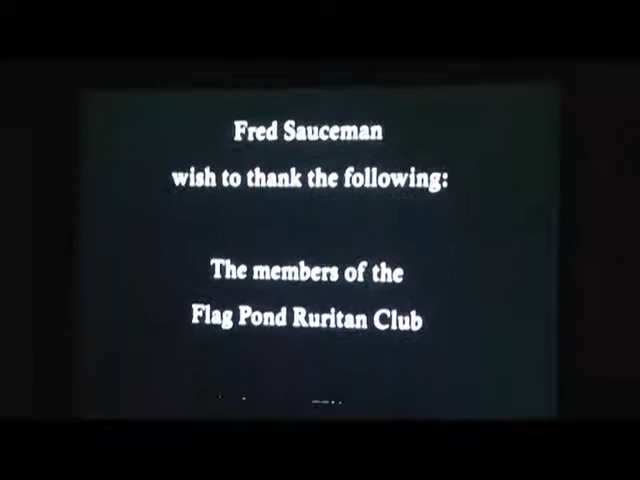 Fred Sauceman
wish to thank the following:
The members of the
Flag Pond Ruritan Club